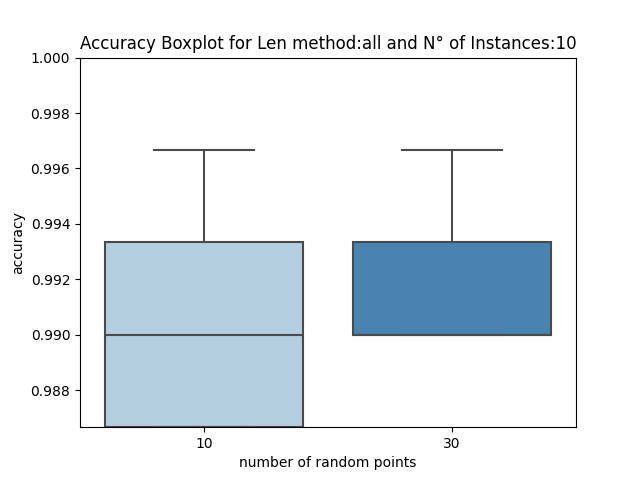 Accuracy Boxplot for Len method:all and N° of Instances:10
1.000
0.998
0.996
0.994
0.992
0.990
0.988
accuracy
10 30
number of random points